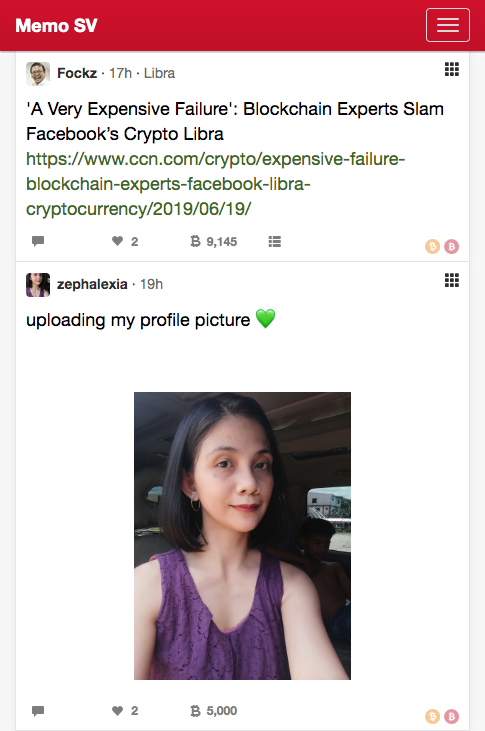 Memo SV
Fockz · 17h · Libra
'A Very Expensive Failure': Blockchain Experts Slam
Facebook’s Crypto Libra
https://www.ccn.com/crypto/expensive-failure-
blockchain-experts-facebook-libra-
cryptocurrency/2019/06/19/
2 9,145
zephalexia · 19h
uploading my profile picture 💚
2 5,000